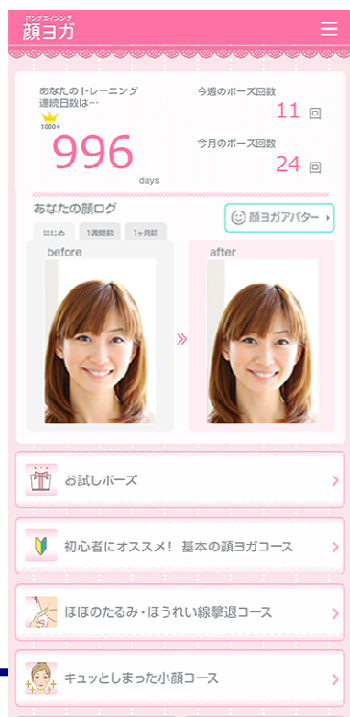 アンチエイジング
顔ヨガ
あなたのトレーニング
連続日数は…
1000+
996
days
今週のポーズ回数
11 回
今月のポーズ回数
24 回
あなたの顔ログ
顔ヨガアバター
はじめ 1週間前 1ヶ月前
before
after
お試しポーズ
初心者にオススメ! 基本の顔ヨガコース
ほほのたるみ・ほうれい線撃退コース
キュッとしまった小顔コース